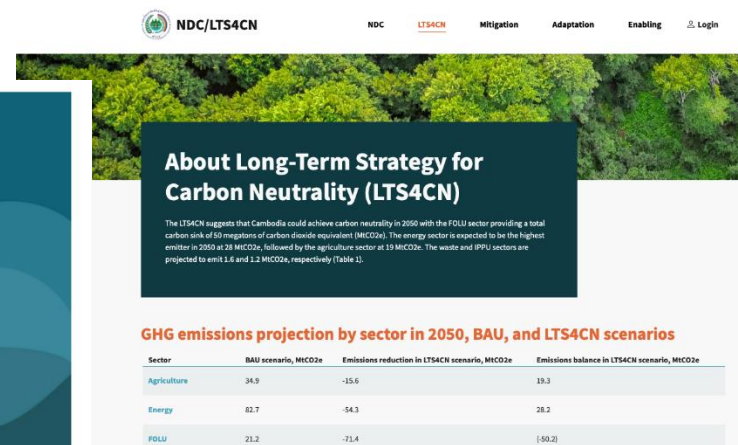 NDC/LTS4CN
NDC LTS4CN Mitigation Adaptation Enabling Login
About Long-Term Strategy for
Carbon Neutrality (LTS4CN)
The LTS4CN suggests that Cambodia could achieve carbon neutrality in 2050 with the FOLU sector providing a total
carbon sink of 50 megatons of carbon dioxide equivalent (MtCO2e). The energy sector is expected to be the highest
emitter in 2050 at 28 MtCO2e, followed by the agriculture sector at 19 MtCO2e. The waste and IPPU sectors are
projected to emit 1.6 and 1.2 MtCO2e, respectively (Table 1).
GHG emissions projection by sector in 2050, BAU, and LTS4CN scenarios
Sector BAU scenario, MtCO2e Emissions reduction in LTS4CN scenario, MtCO2e Emissions balance in LTS4CN scenario, MtCO2e
Agriculture 34.9 -15.6 19.3
Energy 82.7 -54.3 28.2
FOLU 21.2 -71.4 (-50.2)